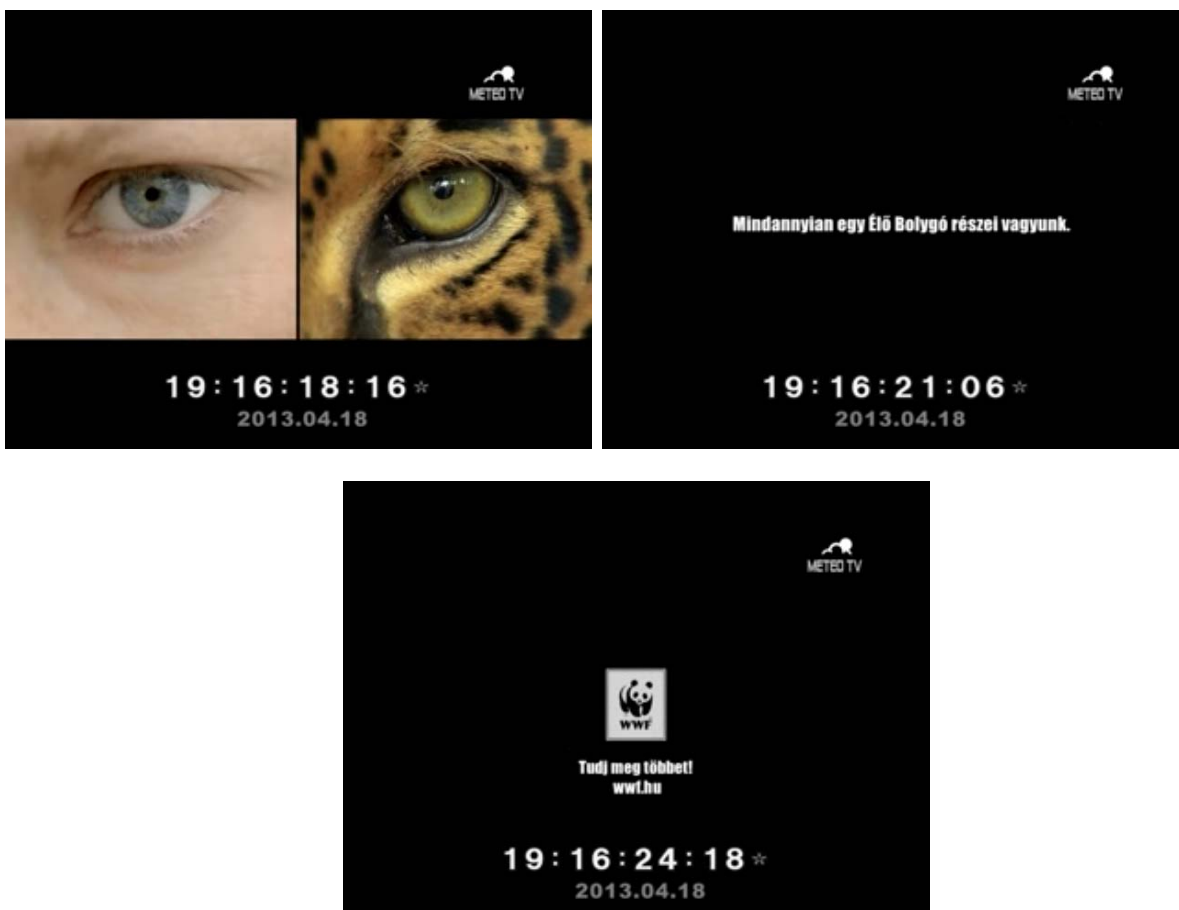 METEO TV
19:16:18:16☆
2013.04.18
METEO TV
Mindannyian egy Élő Bolygó részei vagyunk.
19:16:21:06☆
2013.04.18
METEO TV
WWF
Tudj meg többet!
wwf.hu
19:16:24:18☆
2013.04.18